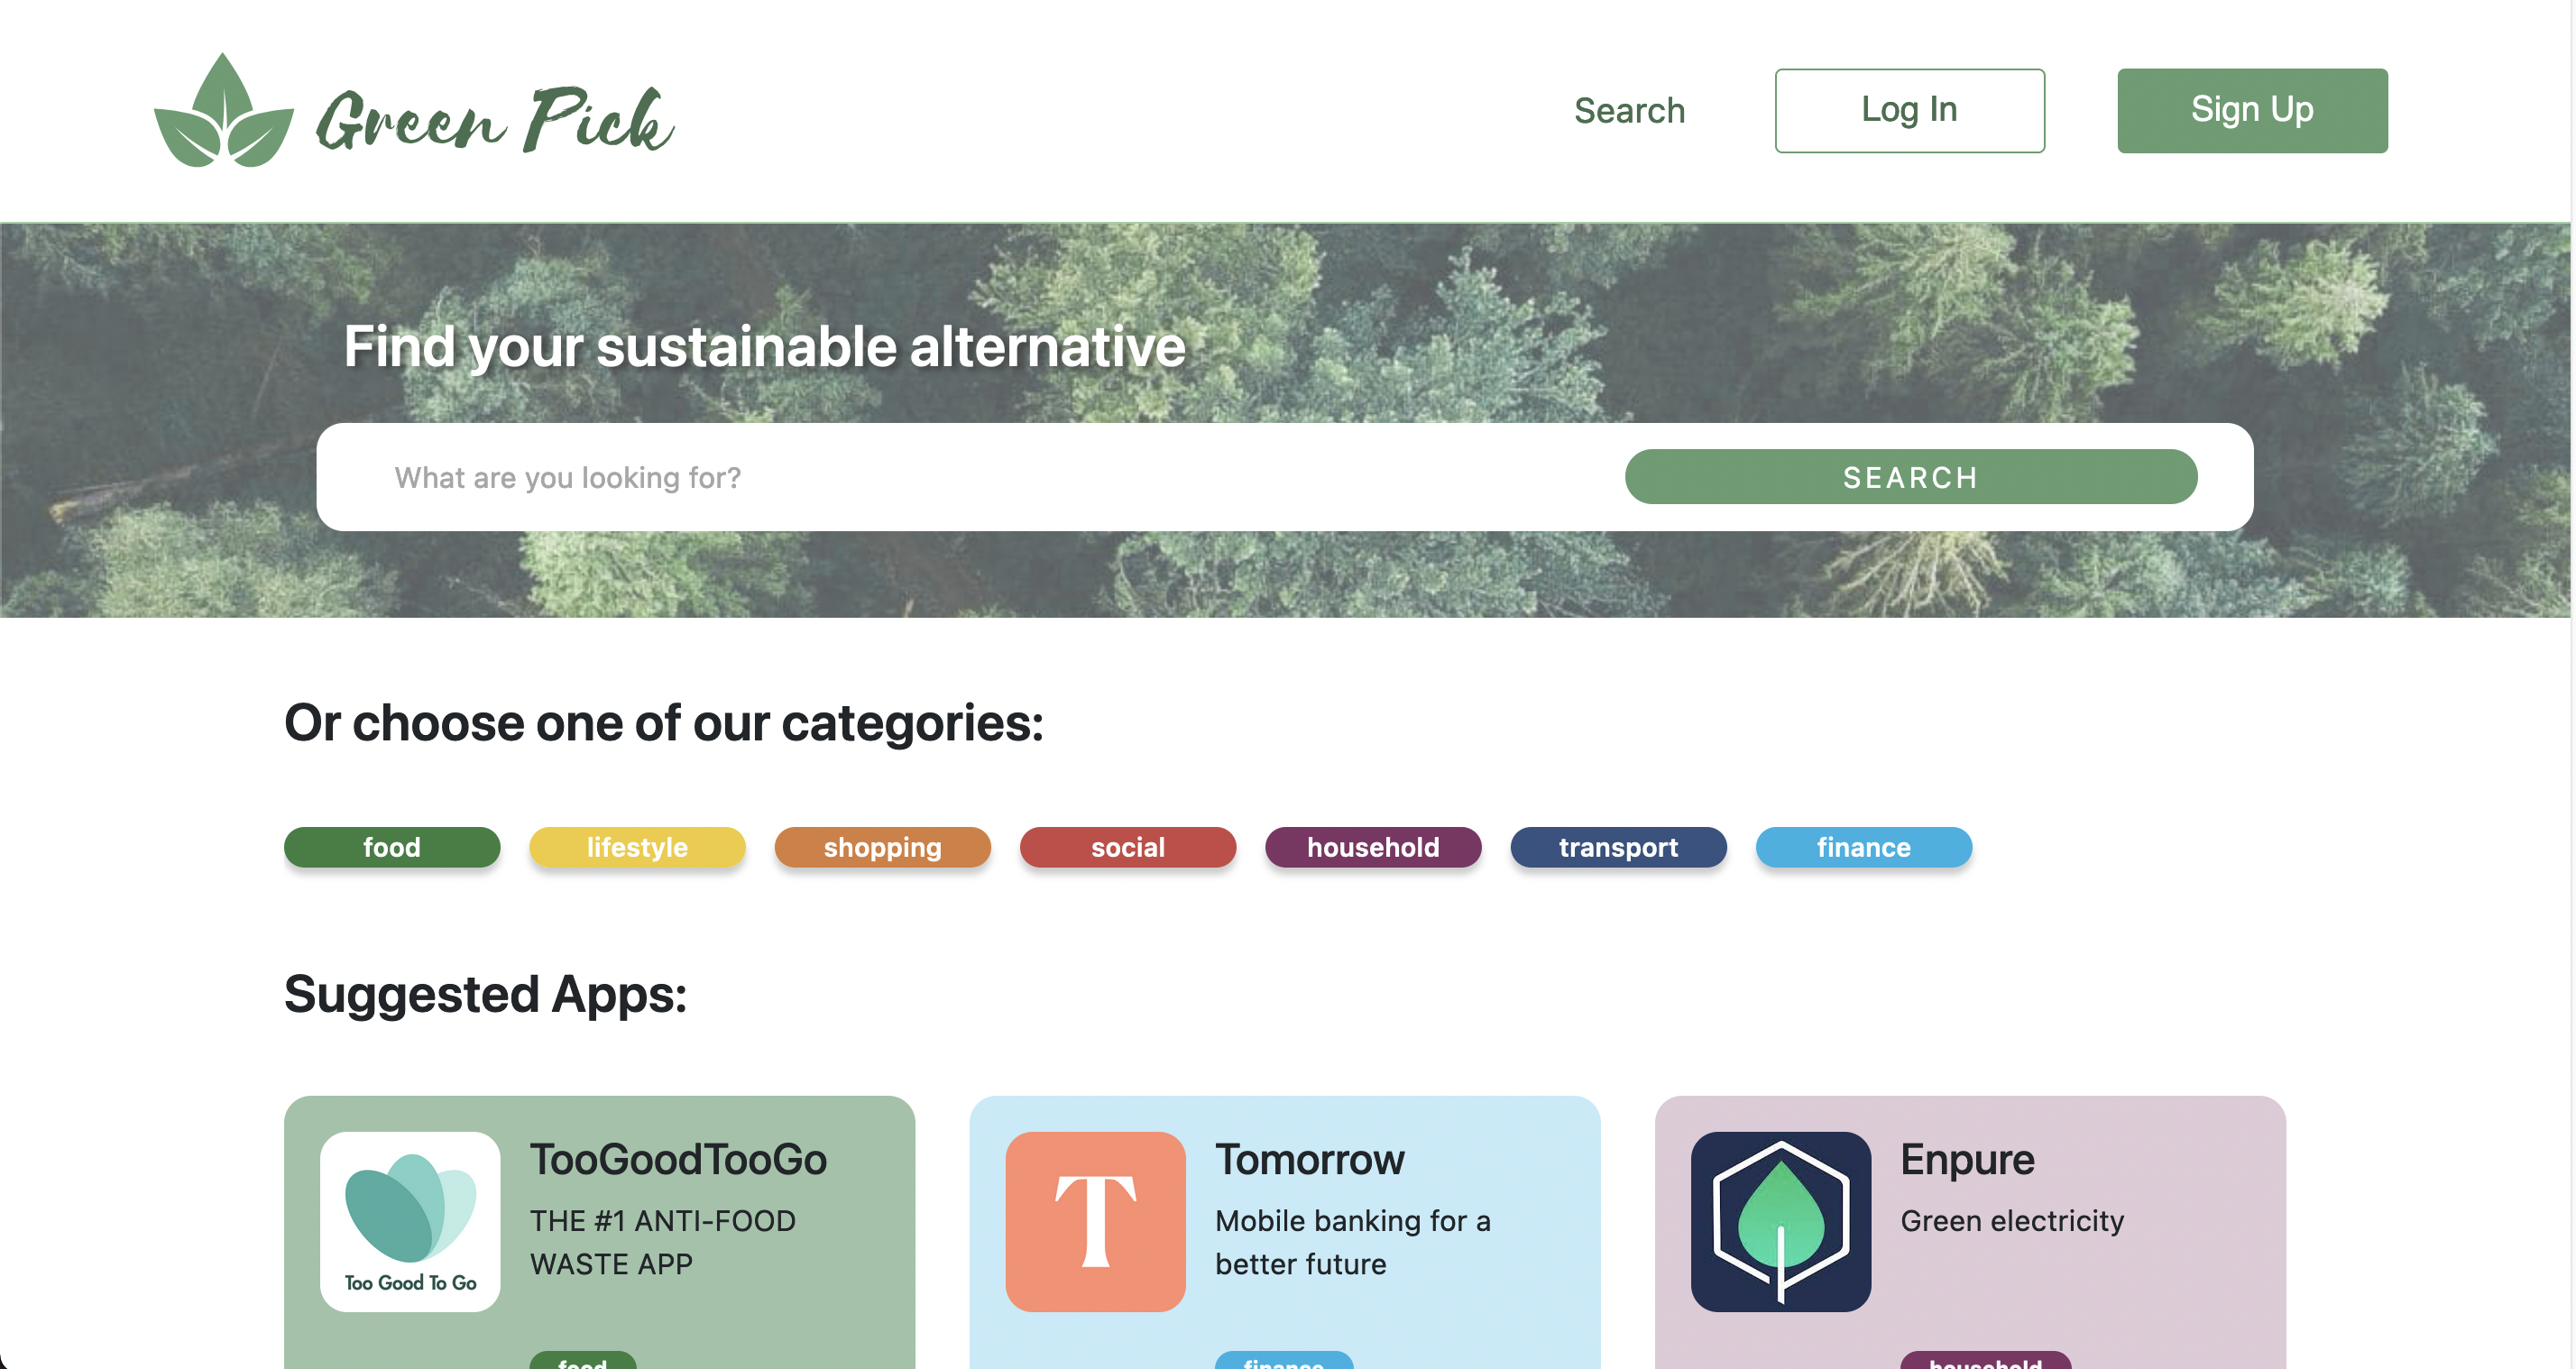 Green Pick
Search
Log In
Sign Up
Find your sustainable alternative
What are you looking for?
SEARCH
Or choose one of our categories:
food
lifestyle
shopping
social
household
transport
finance
Suggested Apps:
TooGoodTooGo
THE #1 ANTI-FOOD
WASTE APP
Too Good To Go
food
T
Tomorrow
Mobile banking for a
better future
finance
Enpure
Green electricity
household